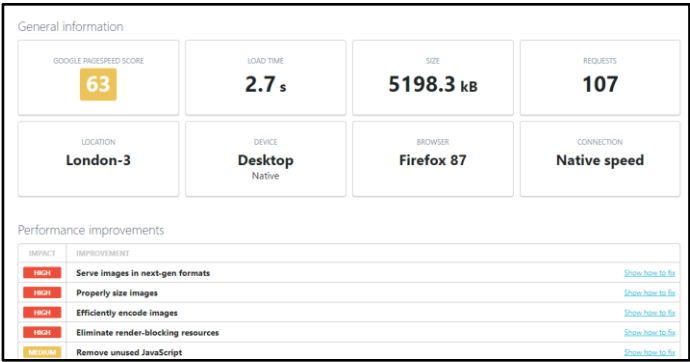 General information
GOOGLE PAGESPEED SCORE
63
LOAD TIME
2.7 s
SIZE
5198.3 kB
REQUESTS
107
LOCATION
London-3
DEVICE
Desktop
Native
BROWSER
Firefox 87
CONNECTION
Native speed
Performance improvements
IMPACT IMPROVEMENT
HIGH Serve images in next-gen formats Show how to fix
HIGH Properly size images Show how to fix
HIGH Efficiently encode images Show how to fix
HIGH Eliminate render-blocking resources Show how to fix
MEDIUM Remove unused JavaScript Show how to fix